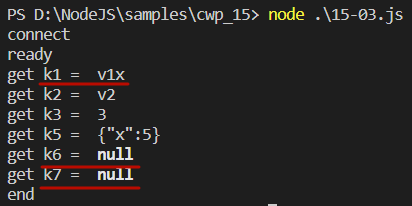 PS D:\NodeJS\samples\cwp_15> node .\15-03.js
connect
ready
get k1 =  v1x
get k2 =  v2
get k3 =  3
get k5 =  {"x":5}
get k6 =  null
get k7 =  null
end